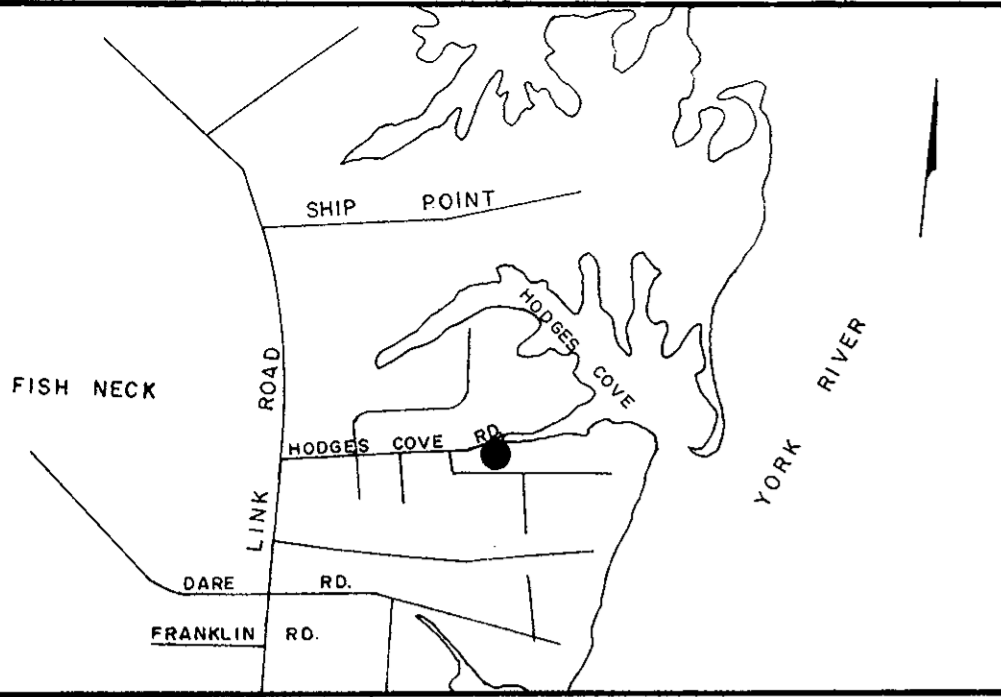 SHIP POINT
HODGES COVE
RIVER
YORK
FISH NECK
ROAD
LINK
HODGES COVE RD.
DARE RD.
FRANKLIN RD.